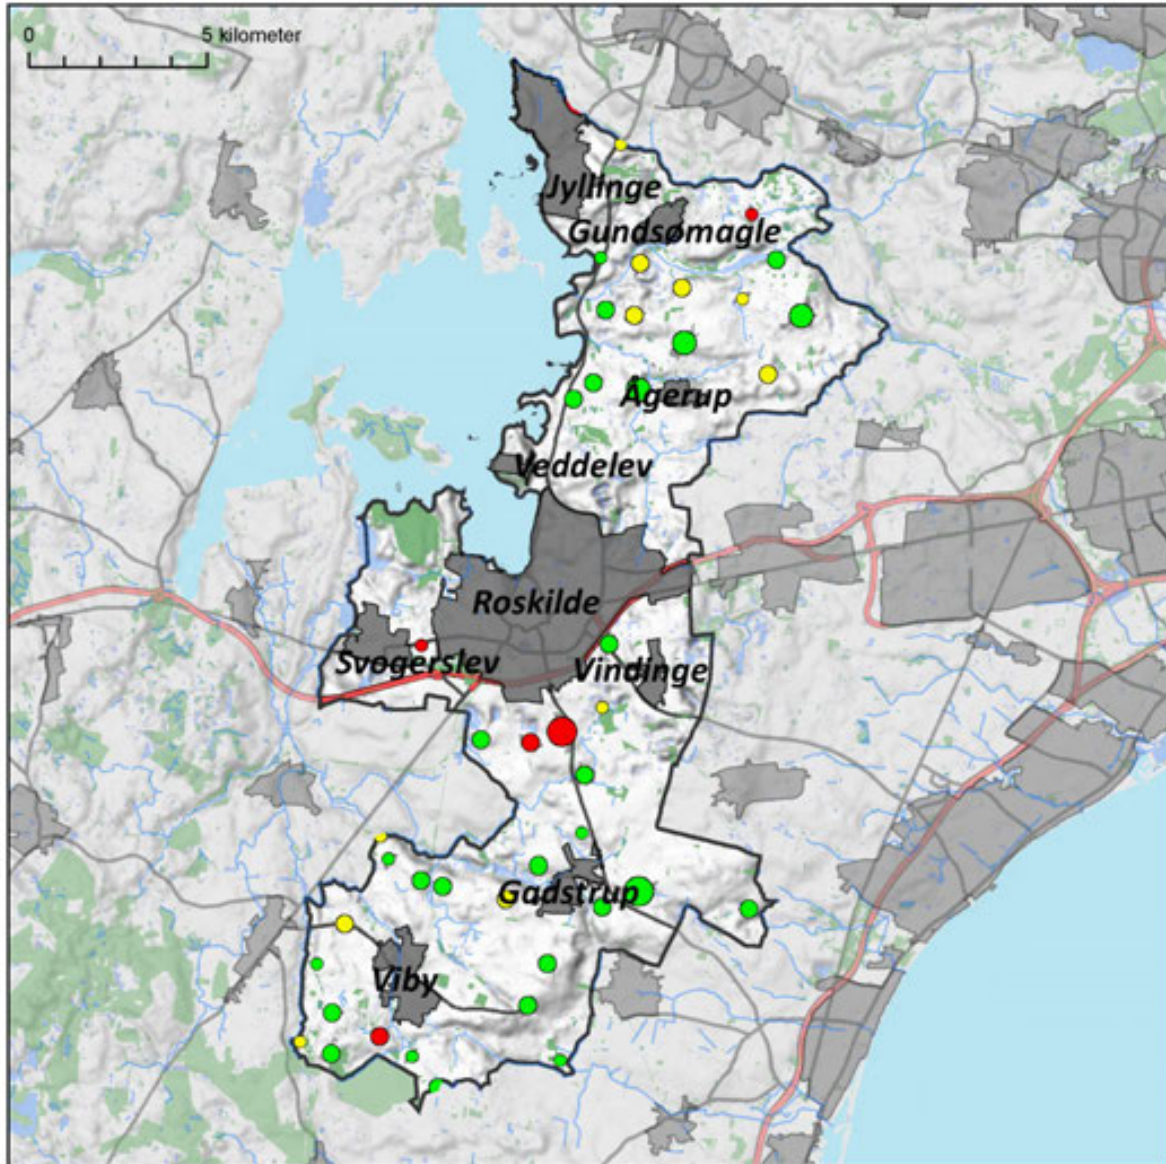 0 5 kilometer
Jyllinge
Gundsømagle
Ågerup
Veddelev
Roskilde
Svogerslev
Vindinge
Gadstrup
Viby